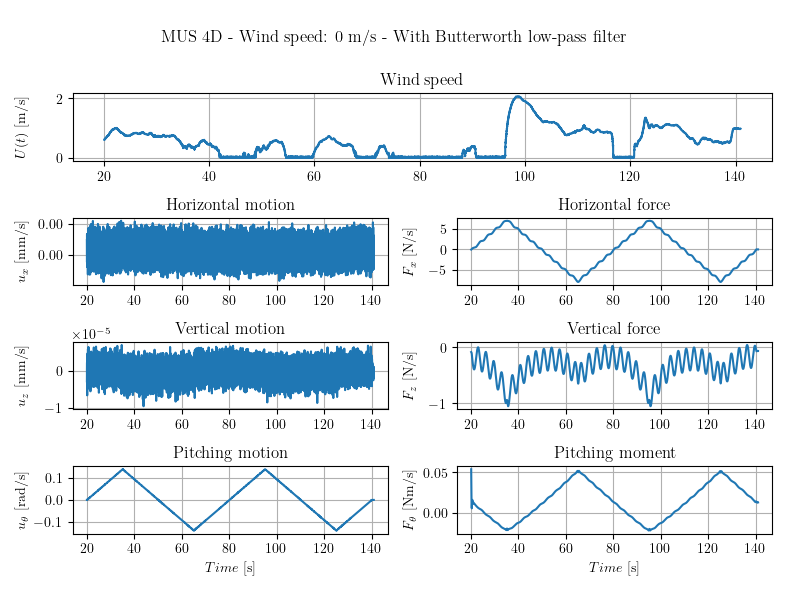 MUS 4D - Wind speed: 0 m/s - With Butterworth low-pass filter
Wind speed
U(t) [m/s]
2
0
20 40 60 80 100 120 140
Horizontal motion
u_x [mm/s]
0.00
0.00
20 40 60 80 100 120 140
Horizontal force
F_x [N/s]
5
0
−5
20 40 60 80 100 120 140
Vertical motion
×10⁻⁵
u_z [mm/s]
0
−1
20 40 60 80 100 120 140
Vertical force
F_z [N/s]
0
−1
20 40 60 80 100 120 140
Pitching motion
u_θ [rad/s]
0.1
0.0
−0.1
20 40 60 80 100 120 140
Time [s]
Pitching moment
F_θ [Nm/s]
0.05
0.00
20 40 60 80 100 120 140
Time [s]